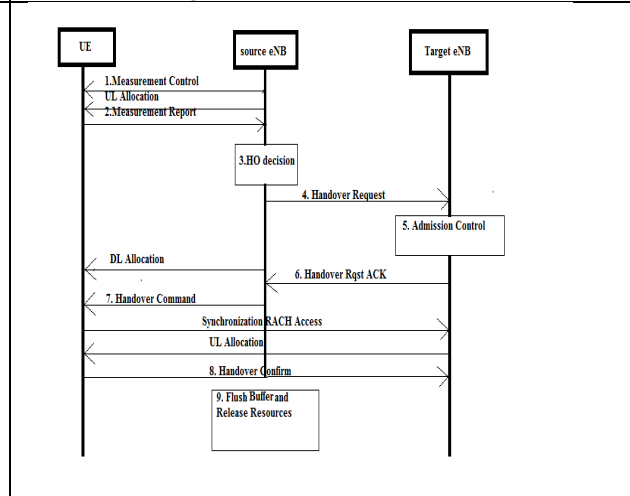 UE
source eNB
Target eNB
1.Measurement Control
UL Allocation
2.Measurement Report
3.HO decision
4. Handover Request
5. Admission Control
DL Allocation
6. Handover Rqst ACK
7. Handover Command
Synchronization RACH Access
UL Allocation
8. Handover Confirm
9. Flush Buffer and
Release Resources